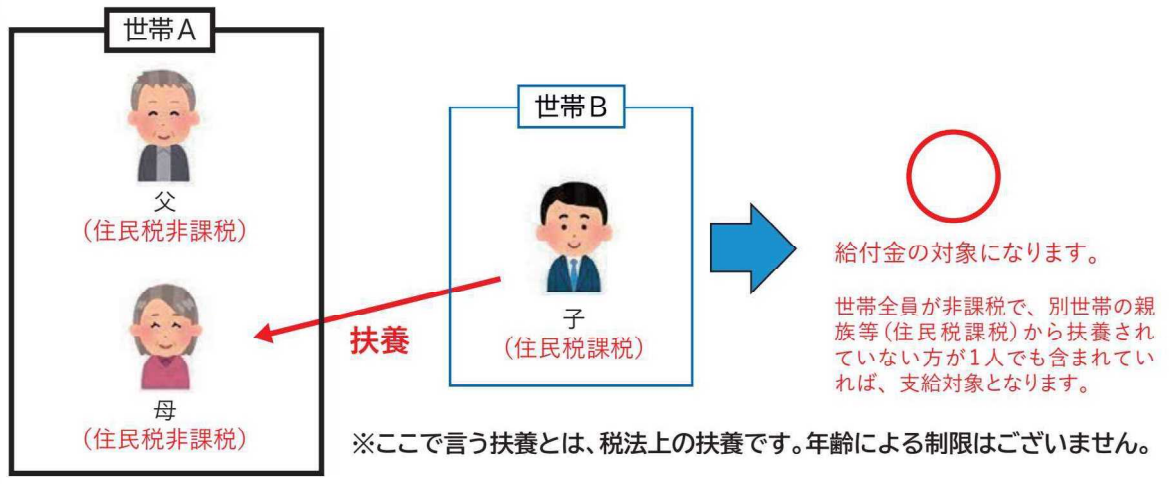 世帯A
父
（住民税非課税）
母
（住民税非課税）
扶養
世帯B
子
（住民税課税）
給付金の対象になります。
世帯全員が非課税で、別世帯の親
族等（住民税課税）から扶養され
ていない方が1人でも含まれてい
れば、支給対象となります。
※ここで言う扶養とは、税法上の扶養です。年齢による制限はございません。